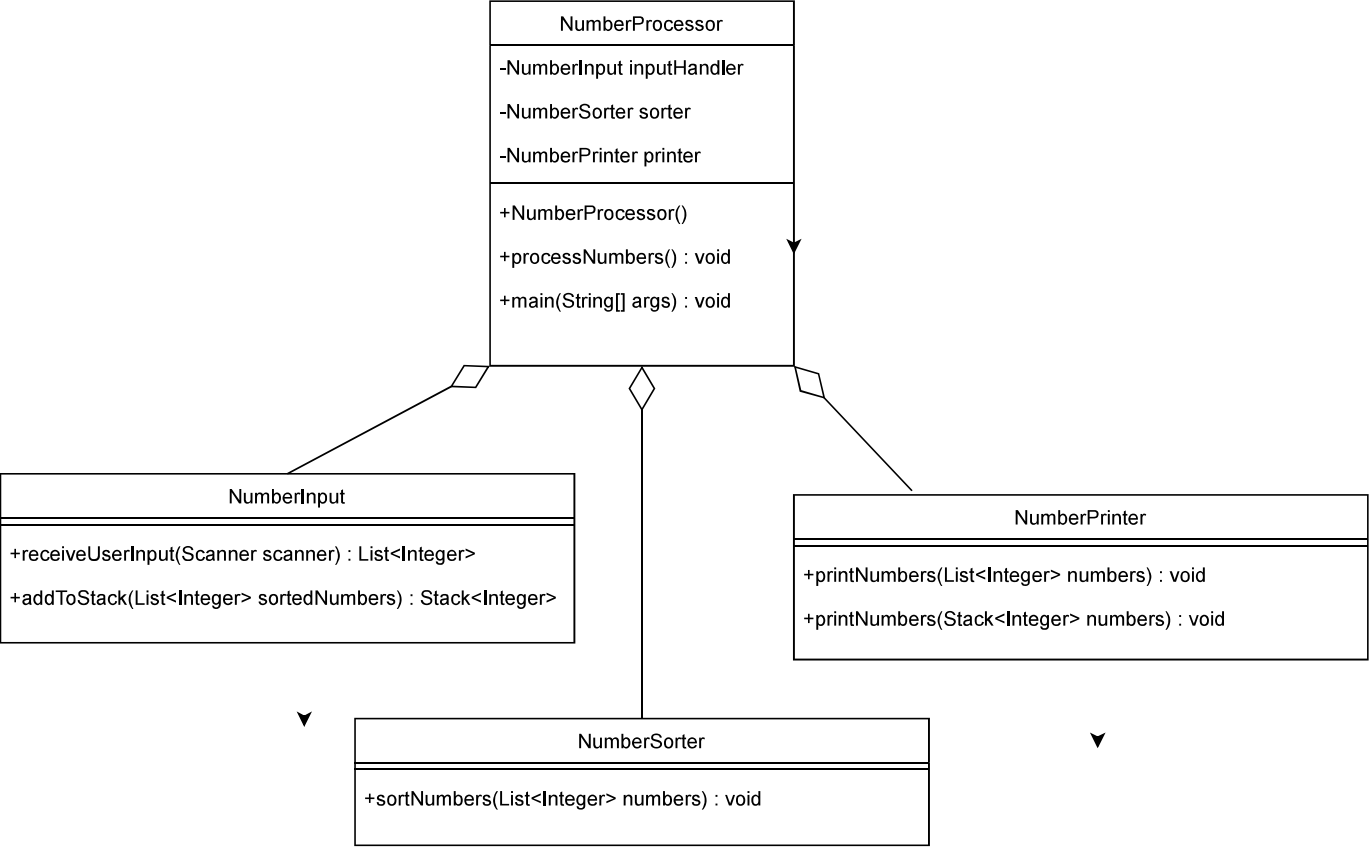 NumberProcessor
-NumberInput inputHandler
-NumberSorter sorter
-NumberPrinter printer
+NumberProcessor()
+processNumbers() : void
+main(String[] args) : void
NumberInput
+receiveUserInput(Scanner scanner) : List<Integer>
+addToStack(List<Integer> sortedNumbers) : Stack<Integer>
NumberPrinter
+printNumbers(List<Integer> numbers) : void
+printNumbers(Stack<Integer> numbers) : void
NumberSorter
+sortNumbers(List<Integer> numbers) : void